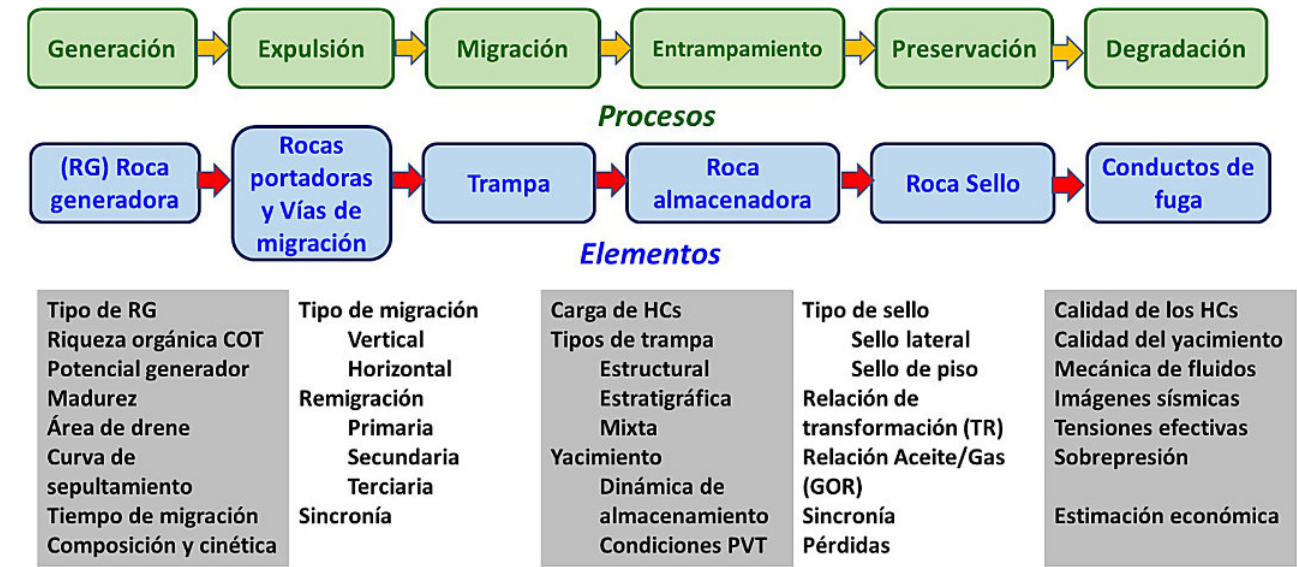 Generación
Expulsión
Migración
Entrampamiento
Preservación
Degradación
Procesos
(RG) Roca
generadora
Rocas
portadoras
y Vías de
migración
Trampa
Roca
almacenadora
Roca Sello
Conductos de
fuga
Elementos
Tipo de RG
Riqueza orgánica COT
Potencial generador
Madurez
Área de drene
Curva de
sepultamiento
Tiempo de migración
Composición y cinética
Tipo de migración
Vertical
Horizontal
Remigración
Primaria
Secundaria
Terciaria
Sincronía
Carga de HCs
Tipos de trampa
Estructural
Estratigráfica
Mixta
Yacimiento
Dinámica de
almacenamiento
Condiciones PVT
Tipo de sello
Sello lateral
Sello de piso
Relación de
transformación (TR)
Relación Aceite/Gas
(GOR)
Sincronía
Pérdidas
Calidad de los HCs
Calidad del yacimiento
Mecánica de fluidos
Imágenes sísmicas
Tensiones efectivas
Sobrepresión
Estimación económica